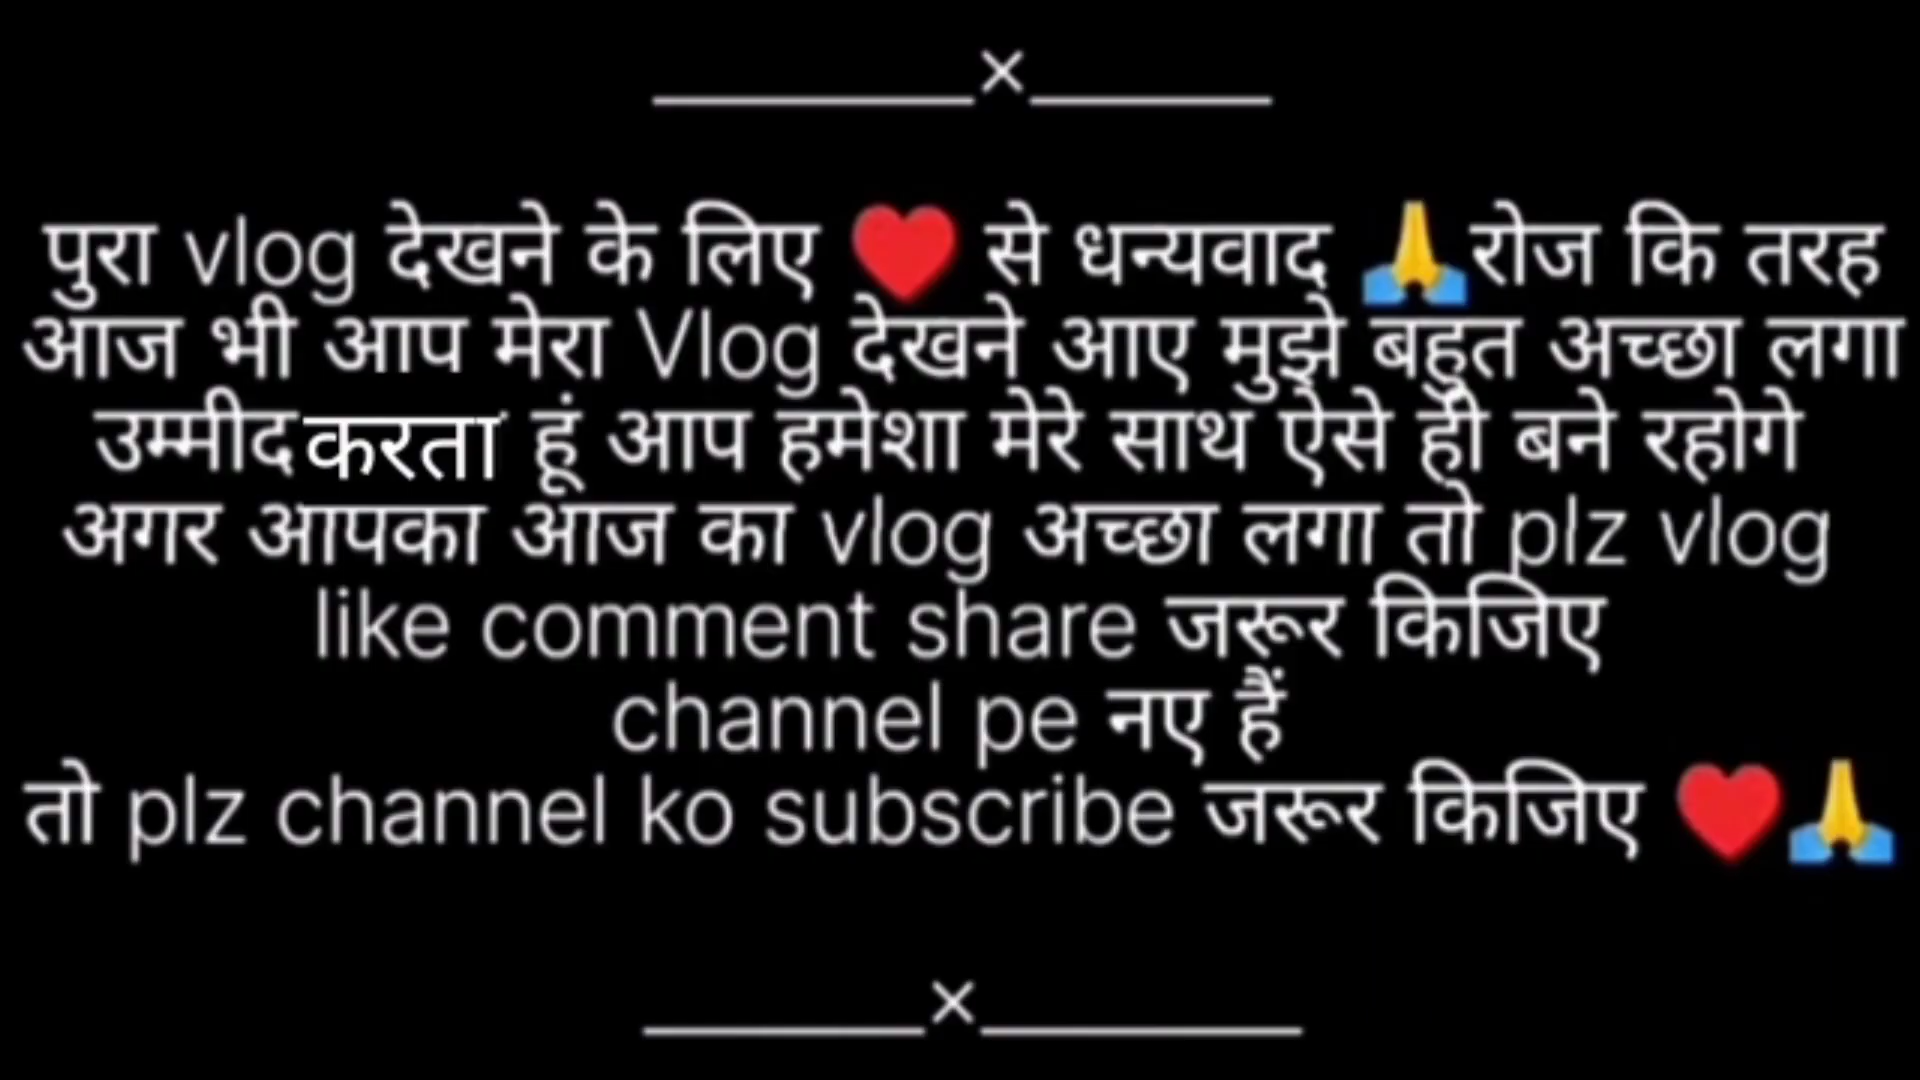 ________×______
पुरा vlog देखने के लिए ❤️ से धन्यवाद 🙏रोज कि तरह
आज भी आप मेरा Vlog देखने आए मुझे बहुत अच्छा लगा
उम्मीद करता हूं आप हमेशा मेरे साथ ऐसे ही बने रहोगे
अगर आपका आज का vlog अच्छा लगा तो plz vlog
like comment share जरूर किजिए
channel pe नए हैं
तो plz channel ko subscribe जरूर किजिए ❤️🙏
_______×________